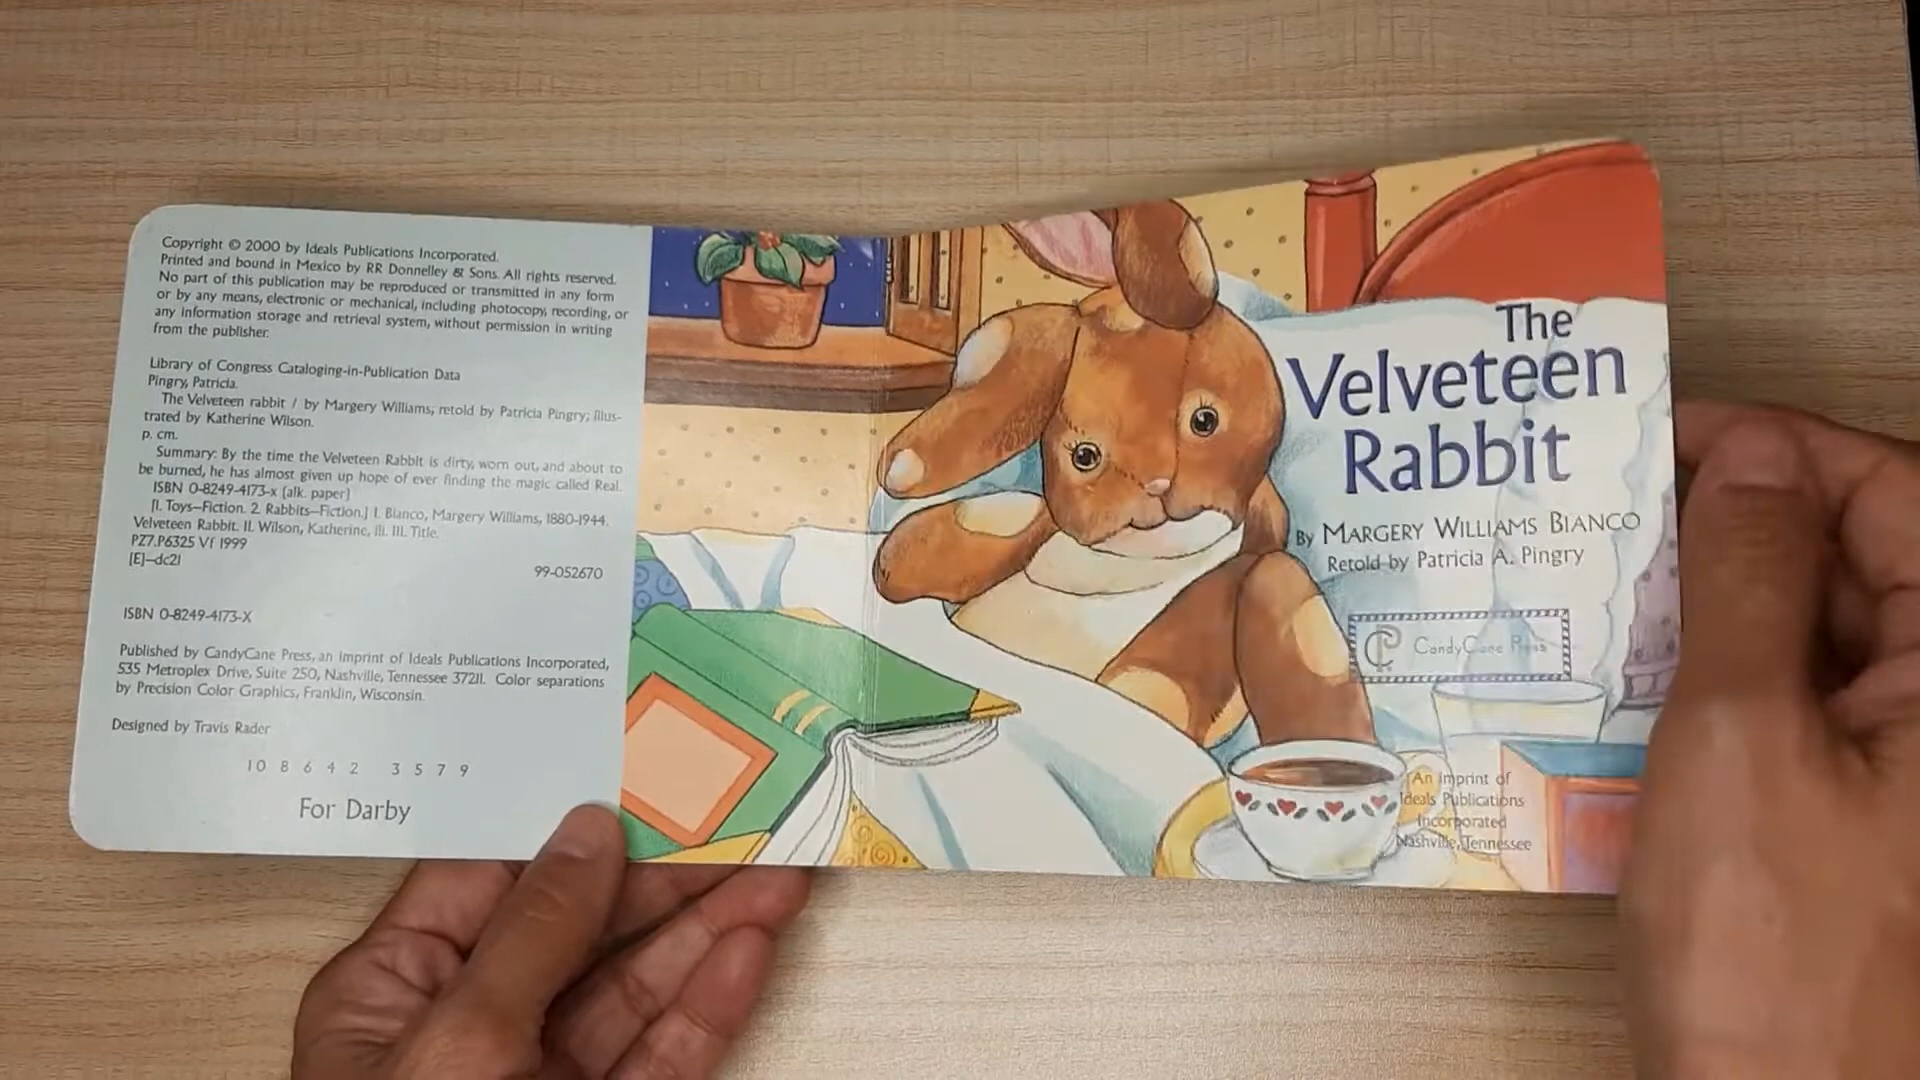 Copyright © 2000 by Ideals Publications Incorporated.
Printed and bound in Mexico by RR Donnelley & Sons. All rights reserved.
No part of this publication may be reproduced or transmitted in any form
or by any means, electronic or mechanical, including photocopy, recording, or
any information storage and retrieval system, without permission in writing
from the publisher.
Library of Congress Cataloging-in-Publication Data
Pingry, Patricia.
The Velveteen rabbit / by Margery Williams; retold by Patricia Pingry; illus-
trated by Katherine Wilson.
p. cm.
Summary: By the time the Velveteen Rabbit is dirty, worn out, and about to
be burned, he has almost given up hope of ever finding the magic called Real.
ISBN 0-8249-4173-x (alk. paper)
[1. Toys—Fiction. 2. Rabbits—Fiction.] I. Bianco, Margery Williams, 1880-1944.
Velveteen Rabbit. II. Wilson, Katherine, ill. III. Title.
PZ7.P6325 Vf 1999
[E]—dc21
99-052670
ISBN 0-8249-4173-X
Published by CandyCane Press, an imprint of Ideals Publications Incorporated,
535 Metroplex Drive, Suite 250, Nashville, Tennessee 37211. Color separations
by Precision Color Graphics, Franklin, Wisconsin.
Designed by Travis Rader
10 8 6 4 2 3 5 7 9
For Darby
The
Velveteen
Rabbit
By MARGERY WILLIAMS BIANCO
Retold by Patricia A. Pingry
CP CandyCane Press
An Imprint of
Ideals Publications
Incorporated
Nashville, Tennessee